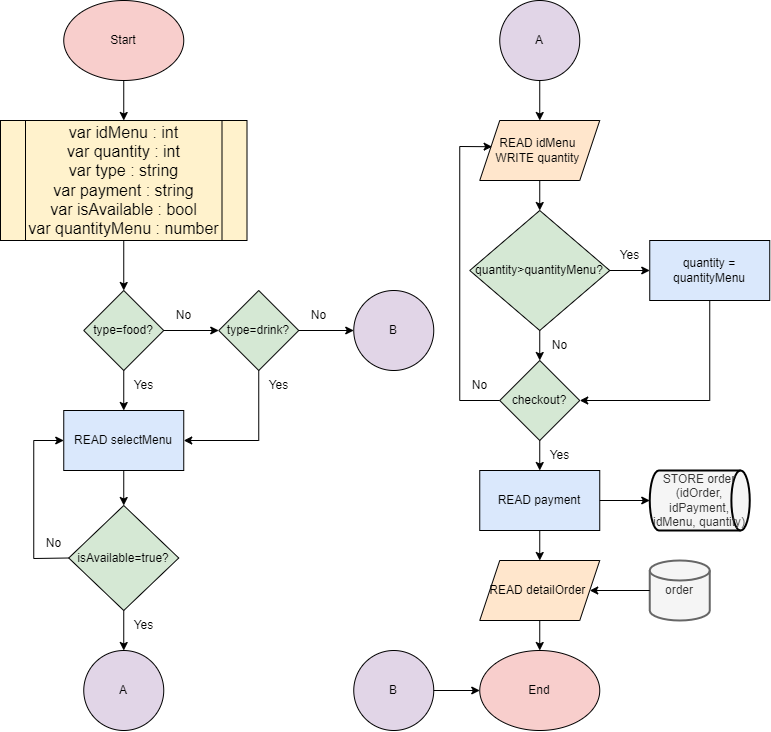 Start
var idMenu : int
var quantity : int
var type : string
var payment : string
var isAvailable : bool
var quantityMenu : number
type=food?
No
type=drink?
No
B
Yes
Yes
READ selectMenu
No
isAvailable=true?
Yes
A
A
READ idMenu
WRITE quantity
quantity>quantityMenu?
Yes
quantity =
quantityMenu
No
No
checkout?
Yes
READ payment
STORE order
(idOrder,
idPayment,
idMenu, quantity)
READ detailOrder
order
B
End